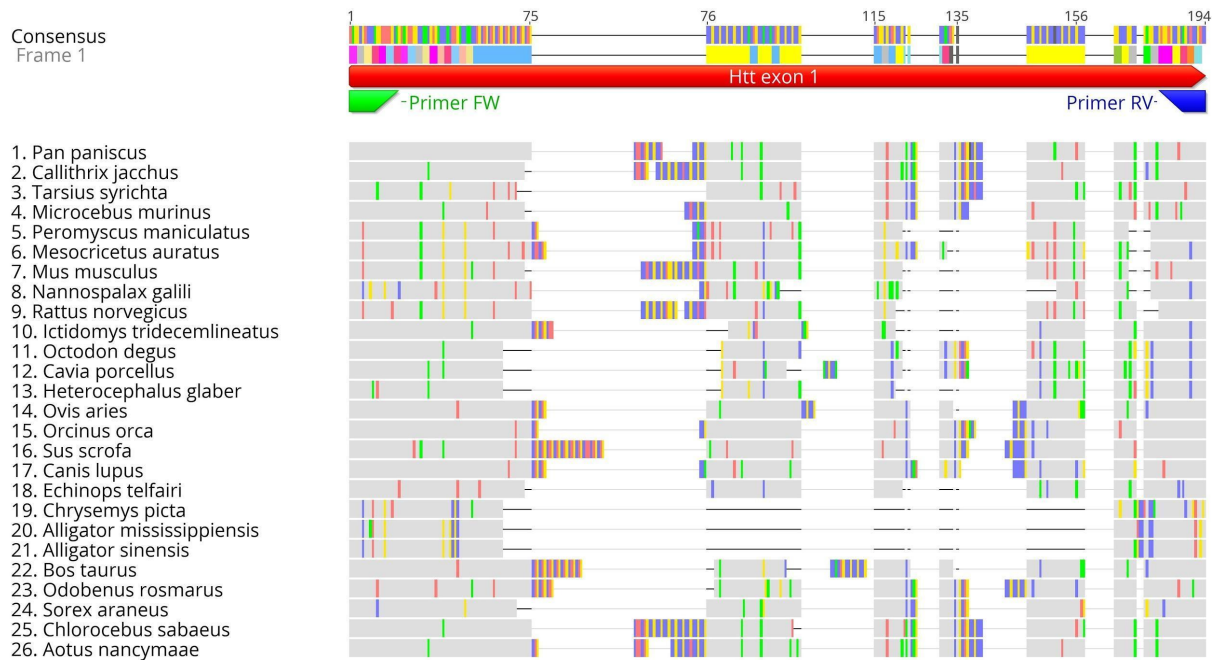 1 75 76 115 135 156 194
Consensus
Frame 1
Htt exon 1
Primer FW
Primer RV
1. Pan paniscus
2. Callithrix jacchus
3. Tarsius syrichta
4. Microcebus murinus
5. Peromyscus maniculatus
6. Mesocricetus auratus
7. Mus musculus
8. Nannospalax galili
9. Rattus norvegicus
10. Ictidomys tridecemlineatus
11. Octodon degus
12. Cavia porcellus
13. Heterocephalus glaber
14. Ovis aries
15. Orcinus orca
16. Sus scrofa
17. Canis lupus
18. Echinops telfairi
19. Chrysemys picta
20. Alligator mississippiensis
21. Alligator sinensis
22. Bos taurus
23. Odobenus rosmarus
24. Sorex araneus
25. Chlorocebus sabaeus
26. Aotus nancymaae